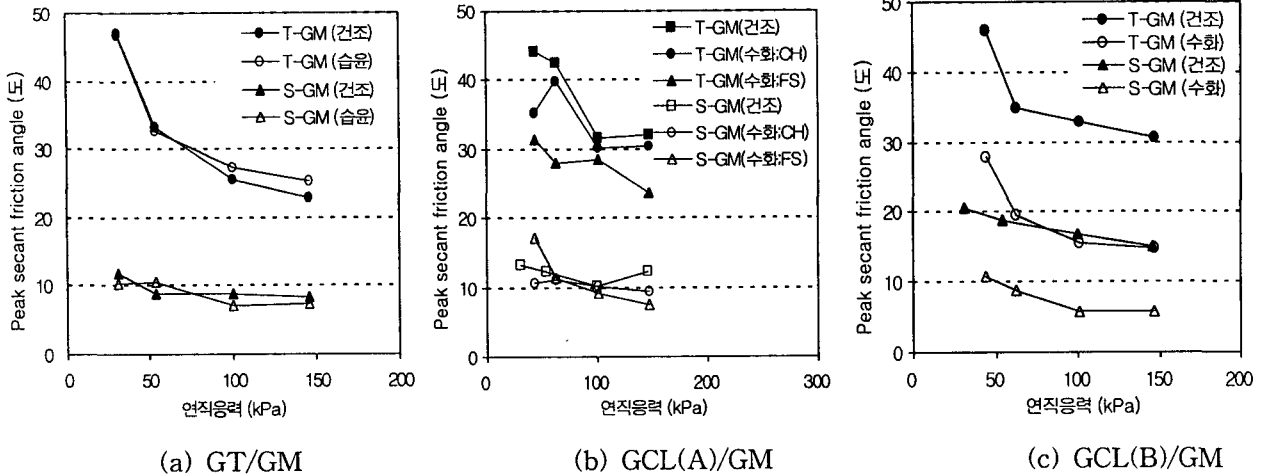 Peak secant friction angle (도)
50
40
30
20
10
0
T-GM (건조)
T-GM (습윤)
S-GM (건조)
S-GM (습윤)
0 50 100 150 200
연직응력 (kPa)
(a) GT/GM
Peak secant friction angle (도)
50
40
30
20
10
0
T-GM(건조)
T-GM(수화:CH)
T-GM(수화:FS)
S-GM(건조)
S-GM(수화:CH)
S-GM(수화:FS)
0 100 200 300
연직응력 (kPa)
(b) GCL(A)/GM
Peak secant friction angle (도)
50
40
30
20
10
0
T-GM (건조)
T-GM (수화)
S-GM (건조)
S-GM (수화)
0 50 100 150 200
연직응력 (kPa)
(c) GCL(B)/GM